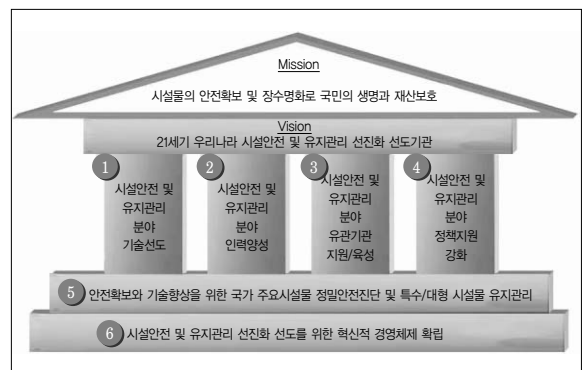 Mission
시설물의 안전확보 및 장수명화로 국민의 생명과 재산보호
Vision
21세기 우리나라 시설안전 및 유지관리 선진화 선도기관
1
시설안전 및
유지관리
분야
기술선도
2
시설안전 및
유지관리
분야
인력양성
3
시설안전 및
유지관리
분야
유관기관
지원/육성
4
시설안전 및
유지관리
분야
정책지원
강화
5 안전확보와 기술향상을 위한 국가 주요시설물 정밀안전진단 및 특수/대형 시설물 유지관리
6 시설안전 및 유지관리 선진화 선도를 위한 혁신적 경영체제 확립